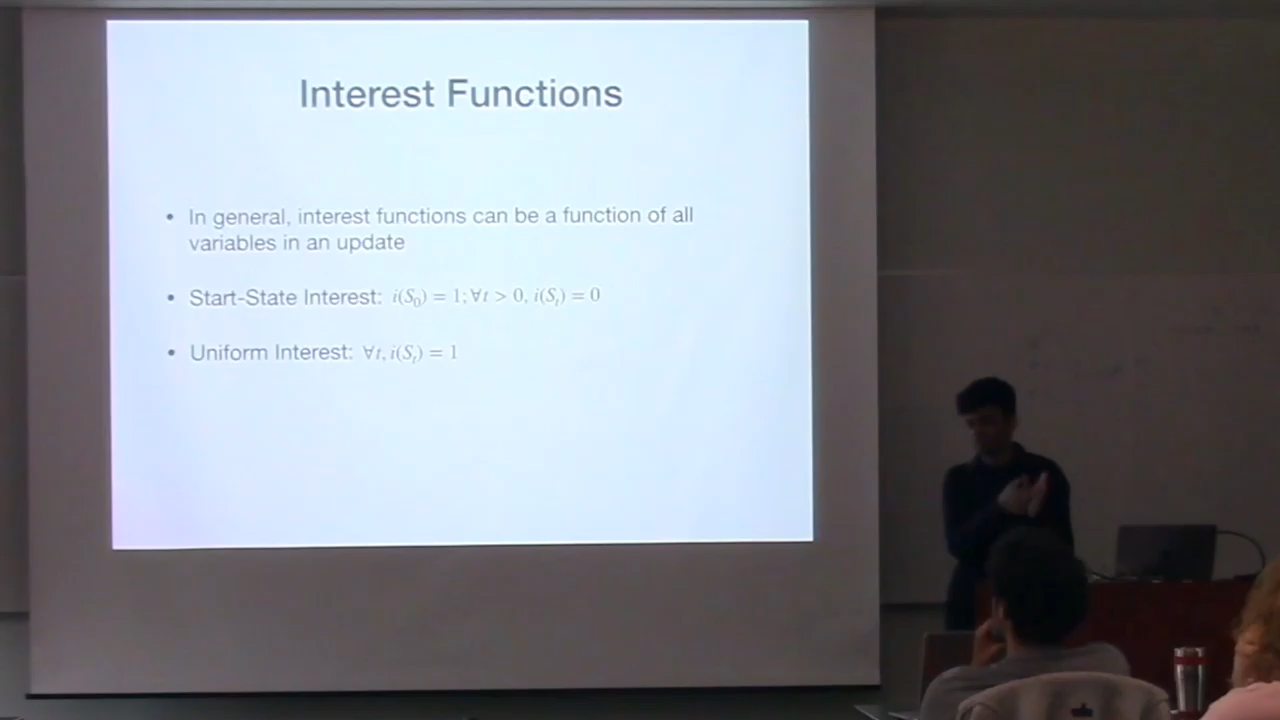 Interest Functions
• In general, interest functions can be a function of all
variables in an update
• Start-State Interest: i(S₀) = 1; ∀t > 0, i(Sₜ) = 0
• Uniform Interest: ∀t, i(Sₜ) = 1